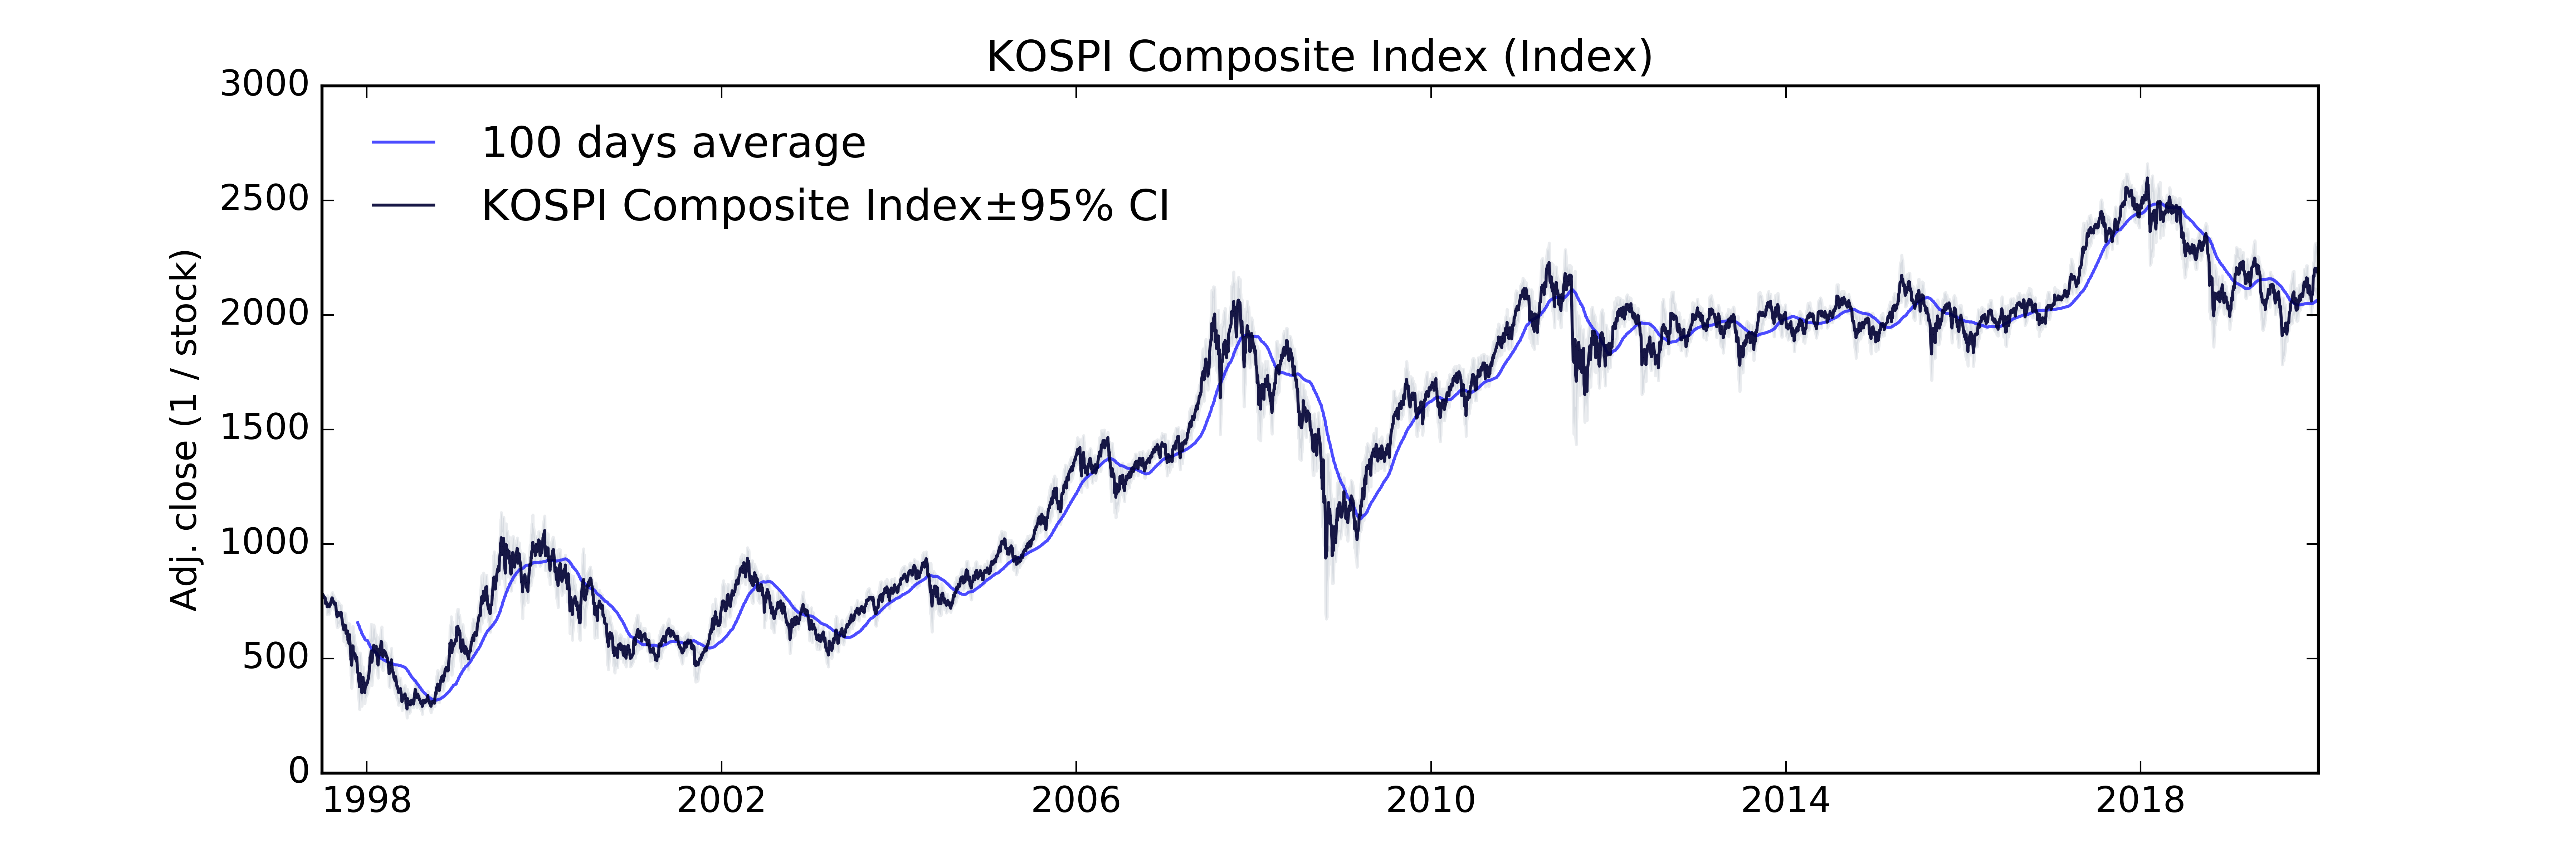 KOSPI Composite Index (Index)
3000
2500
2000
1500
1000
500
0
Adj. close (1 / stock)
100 days average
KOSPI Composite Index±95% CI
1998 2002 2006 2010 2014 2018